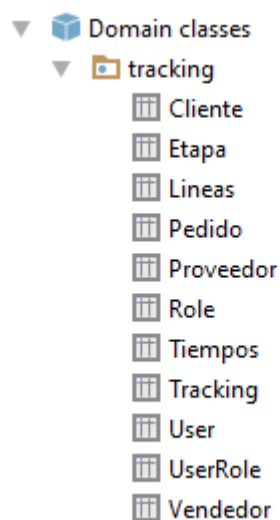 Domain classes
tracking
Cliente
Etapa
Lineas
Pedido
Proveedor
Role
Tiempos
Tracking
User
UserRole
Vendedor